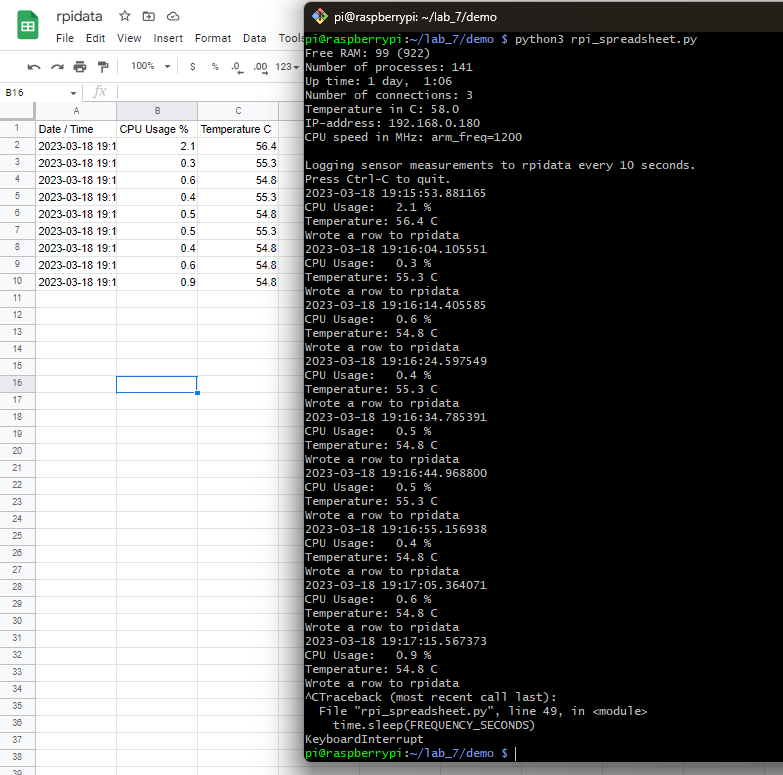 rpidata
File Edit View Insert Format Data Tools
100% $ % .0 .00 123
B16 fx
A B C
1 Date / Time CPU Usage % Temperature C
2 2023-03-18 19:1 2.1 56.4
3 2023-03-18 19:1 0.3 55.3
4 2023-03-18 19:1 0.6 54.8
5 2023-03-18 19:1 0.4 55.3
6 2023-03-18 19:1 0.5 54.8
7 2023-03-18 19:1 0.5 55.3
8 2023-03-18 19:1 0.4 54.8
9 2023-03-18 19:1 0.6 54.8
10 2023-03-18 19:1 0.9 54.8
11
12
13
14
15
16
17
18
19
20
21
22
23
24
25
26
27
28
29
30
31
32
33
34
35
36
37
38
39
pi@raspberrypi: ~/lab_7/demo
pi@raspberrypi:~/lab_7/demo $ python3 rpi_spreadsheet.py
Free RAM: 99 (922)
Number of processes: 141
Up time: 1 day,  1:06
Number of connections: 3
Temperature in C: 58.0
IP-address: 192.168.0.180
CPU speed in MHz: arm_freq=1200
Logging sensor measurements to rpidata every 10 seconds.
Press Ctrl-C to quit.
2023-03-18 19:15:53.881165
CPU Usage:   2.1 %
Temperature: 56.4 C
Wrote a row to rpidata
2023-03-18 19:16:04.105551
CPU Usage:   0.3 %
Temperature: 55.3 C
Wrote a row to rpidata
2023-03-18 19:16:14.405585
CPU Usage:   0.6 %
Temperature: 54.8 C
Wrote a row to rpidata
2023-03-18 19:16:24.597549
CPU Usage:   0.4 %
Temperature: 55.3 C
Wrote a row to rpidata
2023-03-18 19:16:34.785391
CPU Usage:   0.5 %
Temperature: 54.8 C
Wrote a row to rpidata
2023-03-18 19:16:44.968800
CPU Usage:   0.5 %
Temperature: 55.3 C
Wrote a row to rpidata
2023-03-18 19:16:55.156938
CPU Usage:   0.4 %
Temperature: 54.8 C
Wrote a row to rpidata
2023-03-18 19:17:05.364071
CPU Usage:   0.6 %
Temperature: 54.8 C
Wrote a row to rpidata
2023-03-18 19:17:15.567373
CPU Usage:   0.9 %
Temperature: 54.8 C
Wrote a row to rpidata
^CTraceback (most recent call last):
  File "rpi_spreadsheet.py", line 49, in <module>
    time.sleep(FREQUENCY_SECONDS)
KeyboardInterrupt
pi@raspberrypi:~/lab_7/demo $